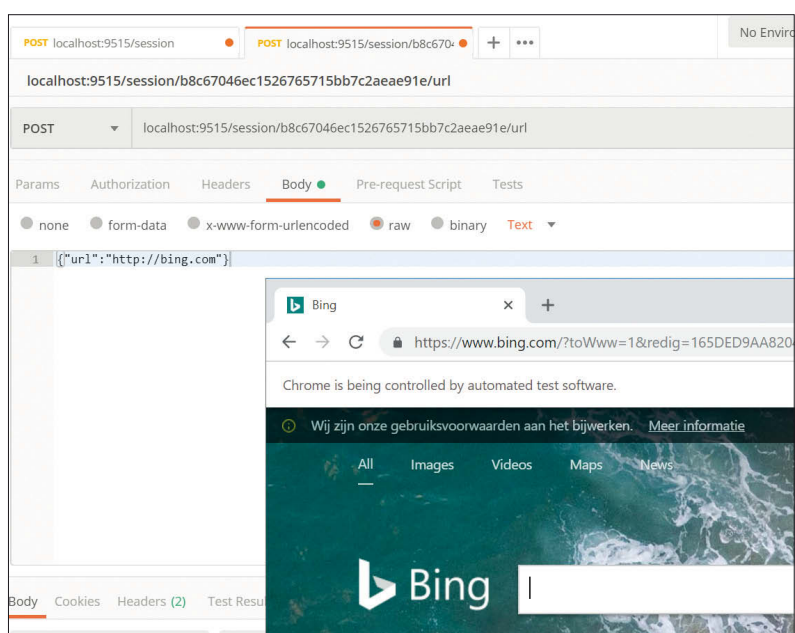 POST localhost:9515/session
POST localhost:9515/session/b8c670
+ •••
No Enviro
localhost:9515/session/b8c67046ec1526765715bb7c2aeae91e/url
POST localhost:9515/session/b8c67046ec1526765715bb7c2aeae91e/url
Params Authorization Headers Body Pre-request Script Tests
none form-data x-www-form-urlencoded raw binary Text
1 {"url":"http://bing.com"}
Bing
https://www.bing.com/?toWww=1&redig=165DED9AA820
Chrome is being controlled by automated test software.
Wij zijn onze gebruiksvoorwaarden aan het bijwerken. Meer informatie
All Images Videos Maps News
Bing
Body Cookies Headers (2) Test Resu